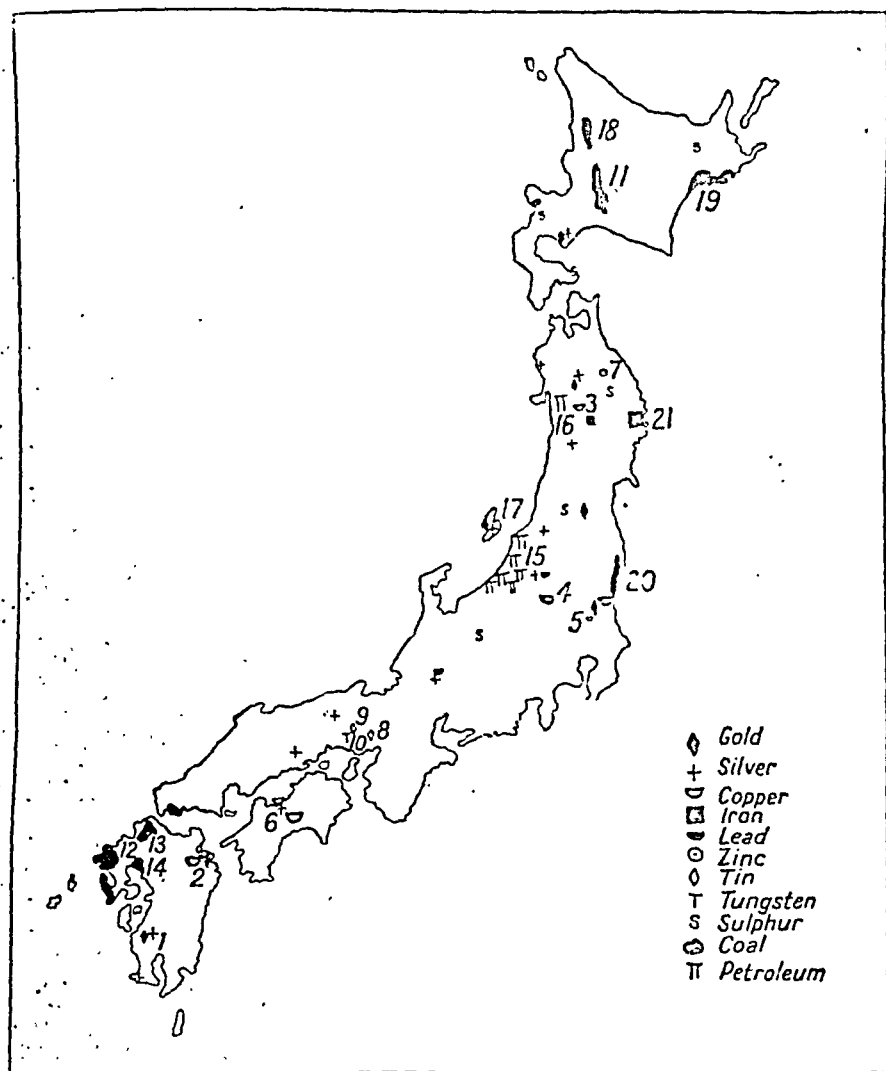 18
S
11
19
S
S
7
S
3
16
21
17
S
15
4
20
5
S
9
10 8
6
12 13
14
2
1
Gold
Silver
Copper
Iron
Lead
Zinc
Tin
T Tungsten
S Sulphur
Coal
Petroleum